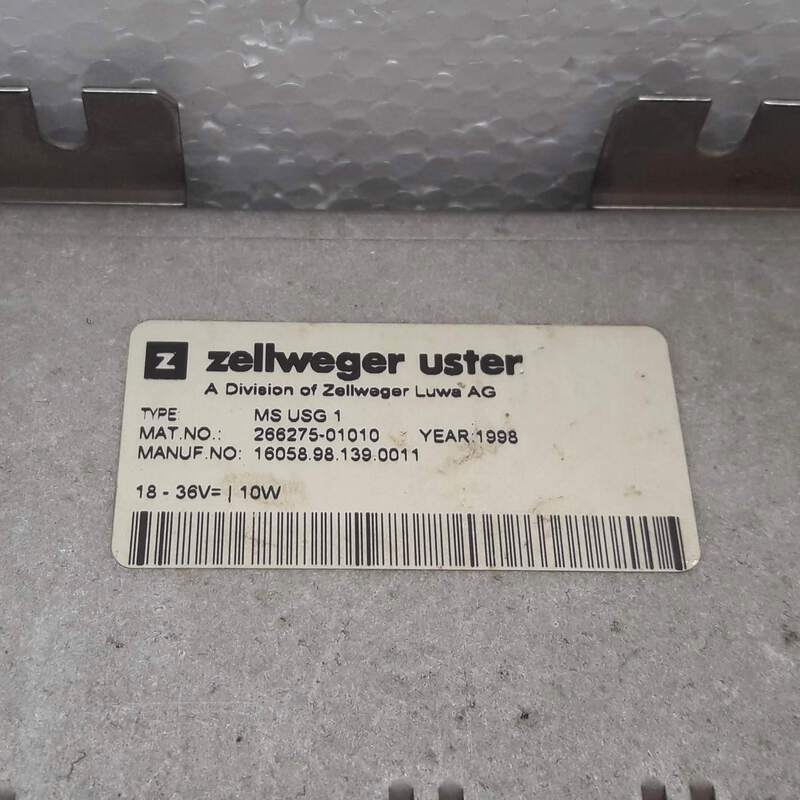 Z zellweger uster
A Division of Zellweger Luwa AG
TYPE: MS USG 1
MAT.NO.: 266275-01010 YEAR:1998
MANUF.NO: 16058.98.139.0011
18 - 36V= | 10W